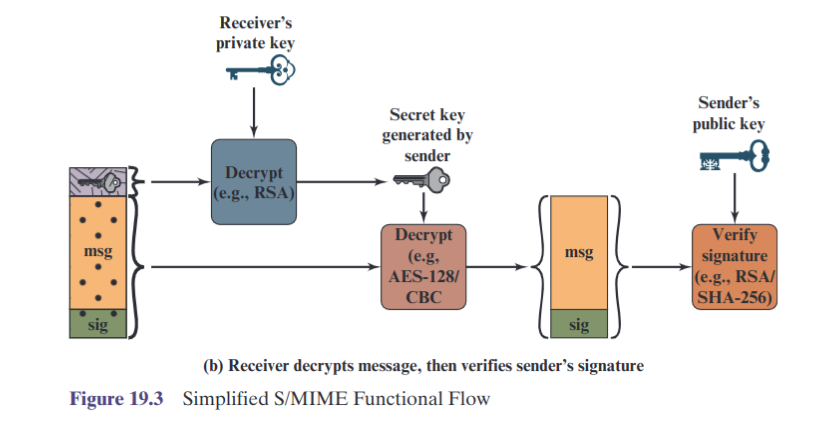 Receiver's
private key
Sender's
public key
Secret key
generated by
sender
Decrypt
(e.g., RSA)
msg
sig
Decrypt
(e.g,
AES-128/
CBC
msg
sig
Verify
signature
(e.g., RSA/
SHA-256)
(b) Receiver decrypts message, then verifies sender's signature
Figure 19.3 Simplified S/MIME Functional Flow